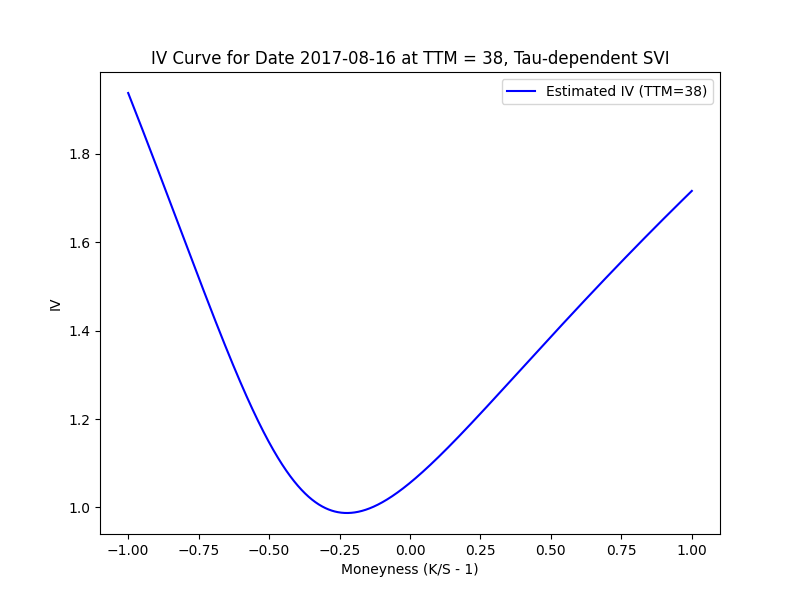 IV Curve for Date 2017-08-16 at TTM = 38, Tau-dependent SVI
Estimated IV (TTM=38)
1.8
1.6
1.4
1.2
1.0
IV
−1.00 −0.75 −0.50 −0.25 0.00 0.25 0.50 0.75 1.00
Moneyness (K/S - 1)